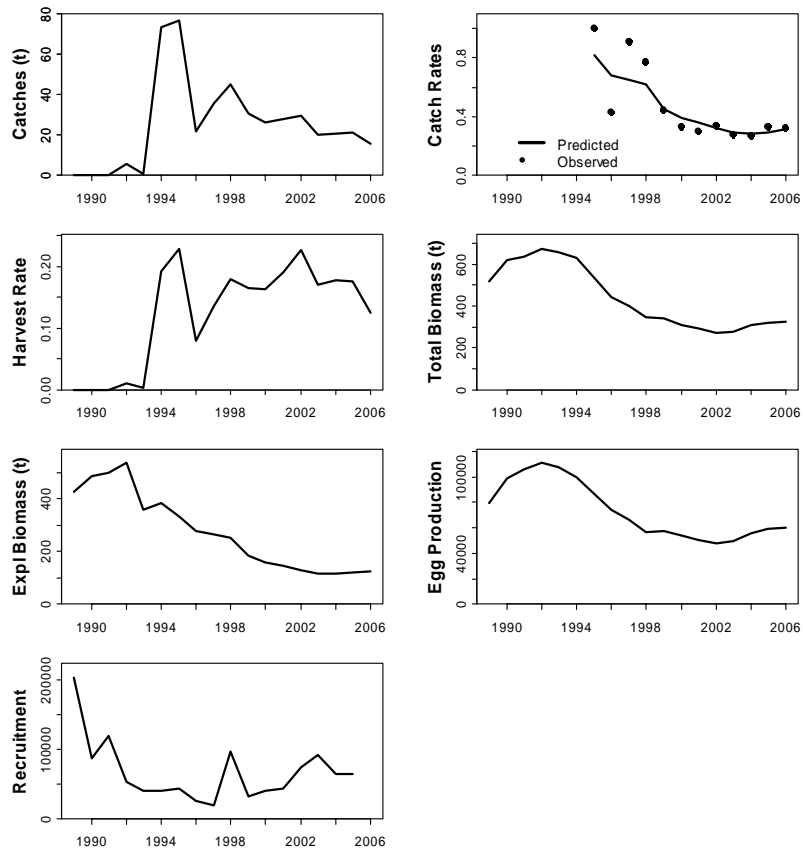 Catches (t)
80
60
40
20
0
1990 1994 1998 2002 2006
Catch Rates
0.8
0.4
0.0
Predicted
Observed
1990 1994 1998 2002 2006
Harvest Rate
0.20
0.10
0.00
1990 1994 1998 2002 2006
Total Biomass (t)
600
400
200
0
1990 1994 1998 2002 2006
Expl Biomass (t)
400
200
0
1990 1994 1998 2002 2006
Egg Production
100000
40000
0
1990 1994 1998 2002 2006
Recruitment
200000
100000
0
1990 1994 1998 2002 2006